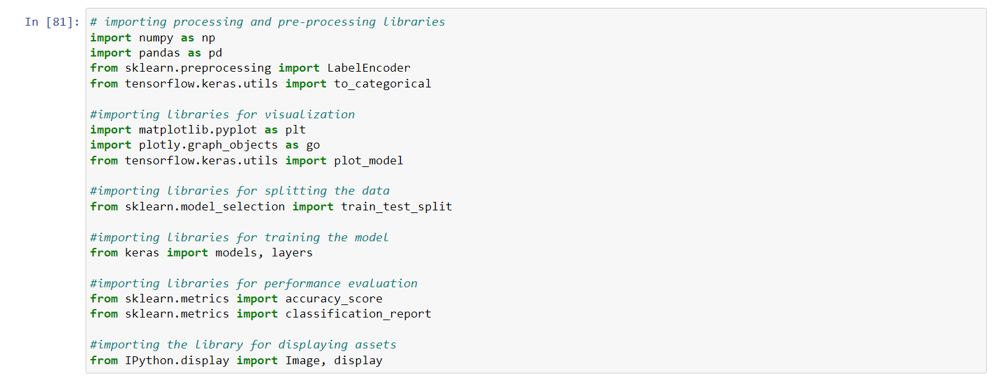 In [81]: # importing processing and pre-processing libraries
import numpy as np
import pandas as pd
from sklearn.preprocessing import LabelEncoder
from tensorflow.keras.utils import to_categorical

#importing libraries for visualization
import matplotlib.pyplot as plt
import plotly.graph_objects as go
from tensorflow.keras.utils import plot_model

#importing libraries for splitting the data
from sklearn.model_selection import train_test_split

#importing libraries for training the model
from keras import models, layers

#importing libraries for performance evaluation
from sklearn.metrics import accuracy_score
from sklearn.metrics import classification_report

#importing the library for displaying assets
from IPython.display import Image, display